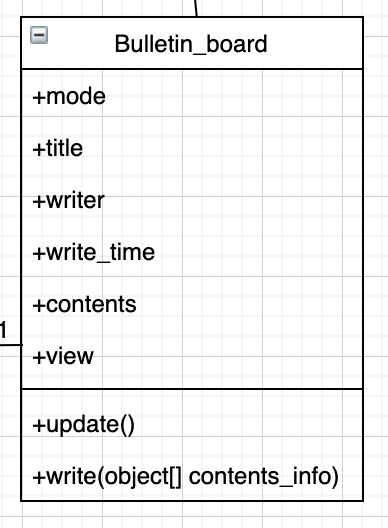 Bulletin_board
+mode
+title
+writer
+write_time
+contents
1
+view
+update()
+write(object[] contents_info)